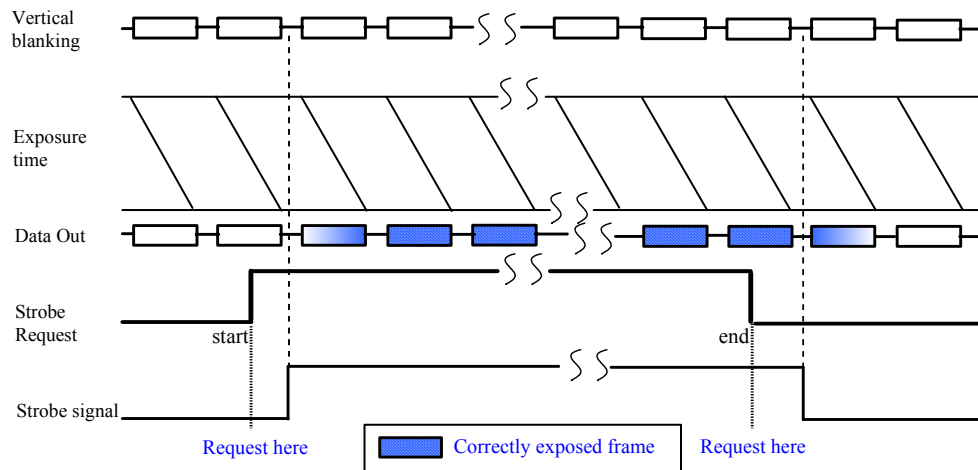 Vertical
blanking
Exposure
time
Data Out
Strobe
Request
start
end
Strobe signal
Request here
Request here
Correctly exposed frame